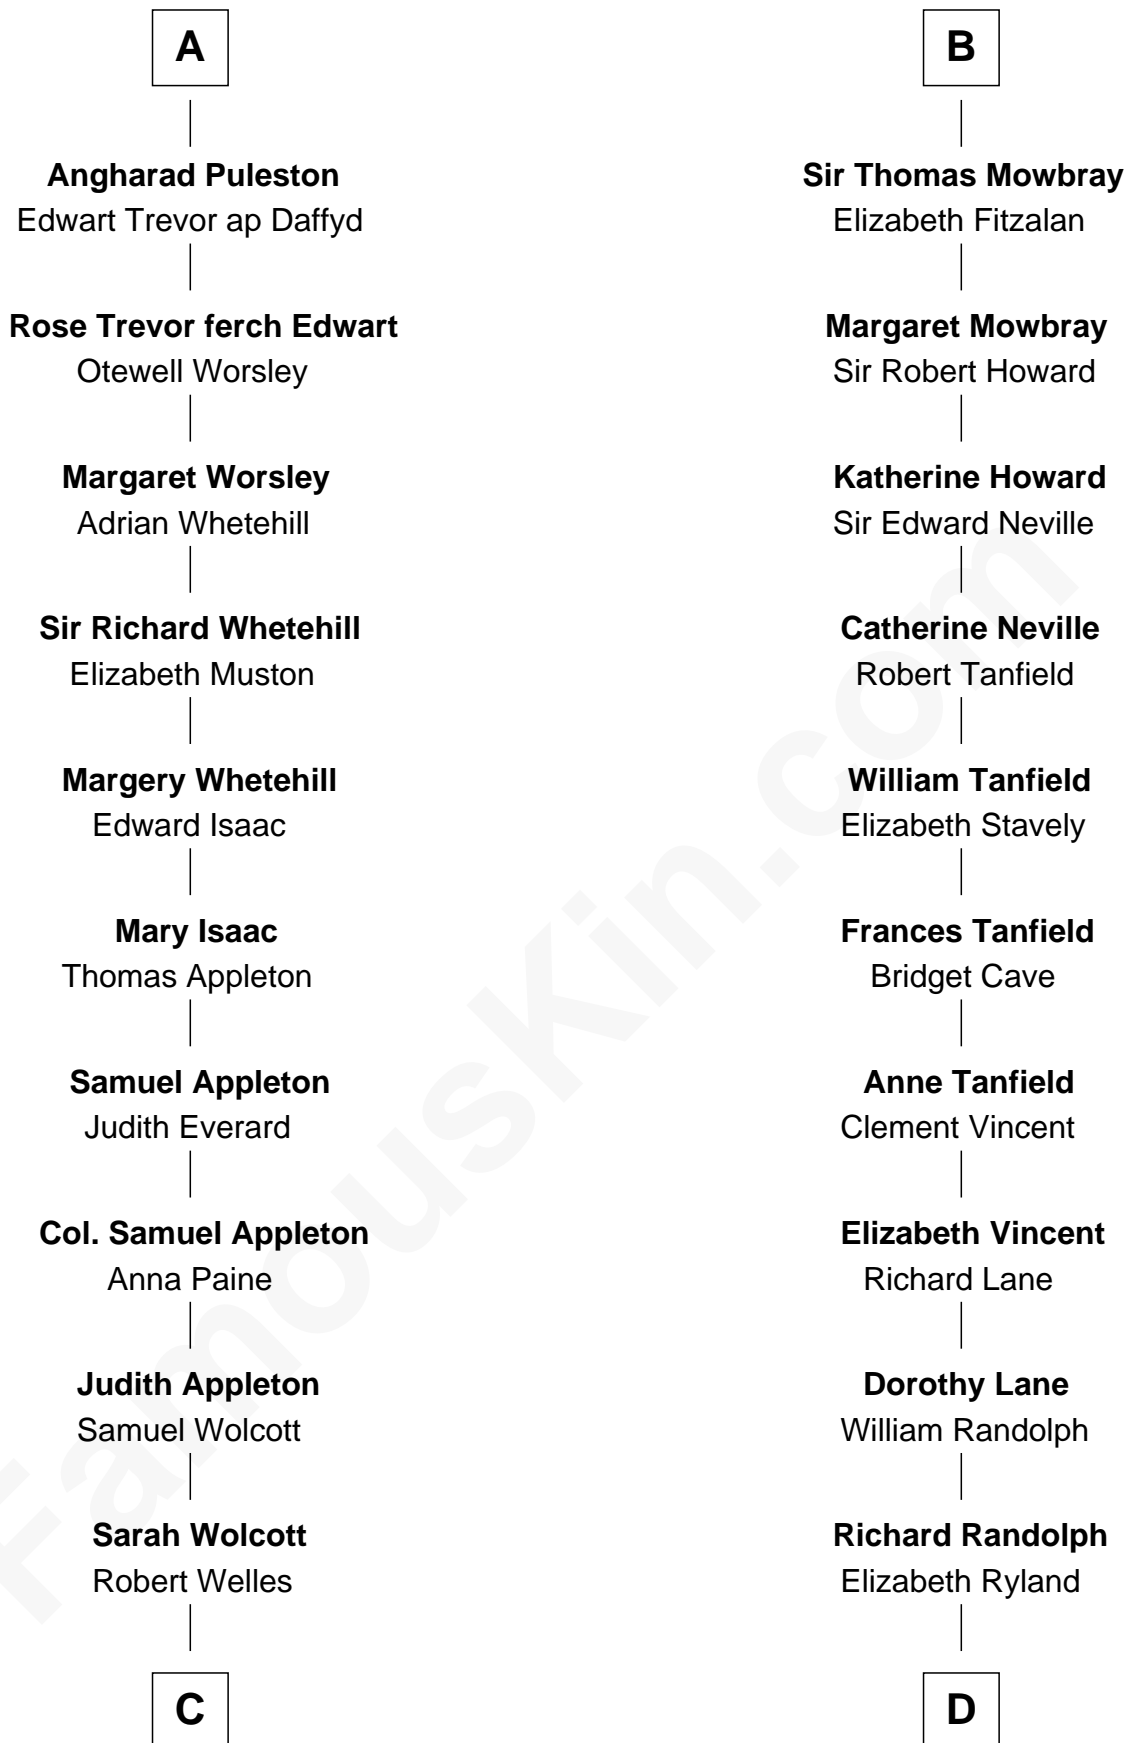 A
Angharad Puleston
Edwart Trevor ap Daffyd
Rose Trevor ferch Edwart
Otewell Worsley
Margaret Worsley
Adrian Whetehill
Sir Richard Whetehill
Elizabeth Muston
Margery Whetehill
Edward Isaac
Mary Isaac
Thomas Appleton
Samuel Appleton
Judith Everard
Col. Samuel Appleton
Anna Paine
Judith Appleton
Samuel Wolcott
Sarah Wolcott
Robert Welles
C
B
Sir Thomas Mowbray
Elizabeth Fitzalan
Margaret Mowbray
Sir Robert Howard
Katherine Howard
Sir Edward Neville
Catherine Neville
Robert Tanfield
William Tanfield
Elizabeth Stavely
Frances Tanfield
Bridget Cave
Anne Tanfield
Clement Vincent
Elizabeth Vincent
Richard Lane
Dorothy Lane
William Randolph
Richard Randolph
Elizabeth Ryland
D
FamousKin.com